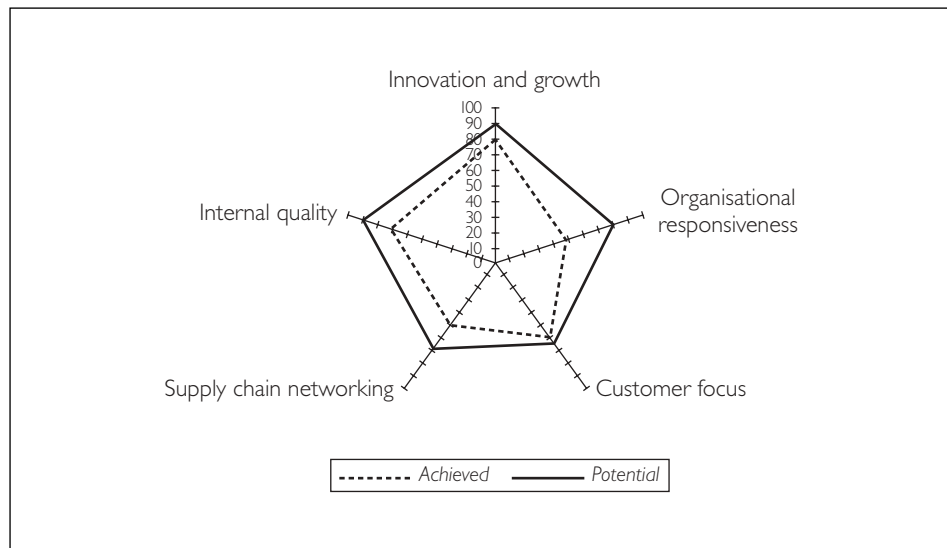 Innovation and growth
100
90
80
70
60
50
40
30
20
10
0
Organisational
responsiveness
Internal quality
Supply chain networking
Customer focus
Achieved
Potential